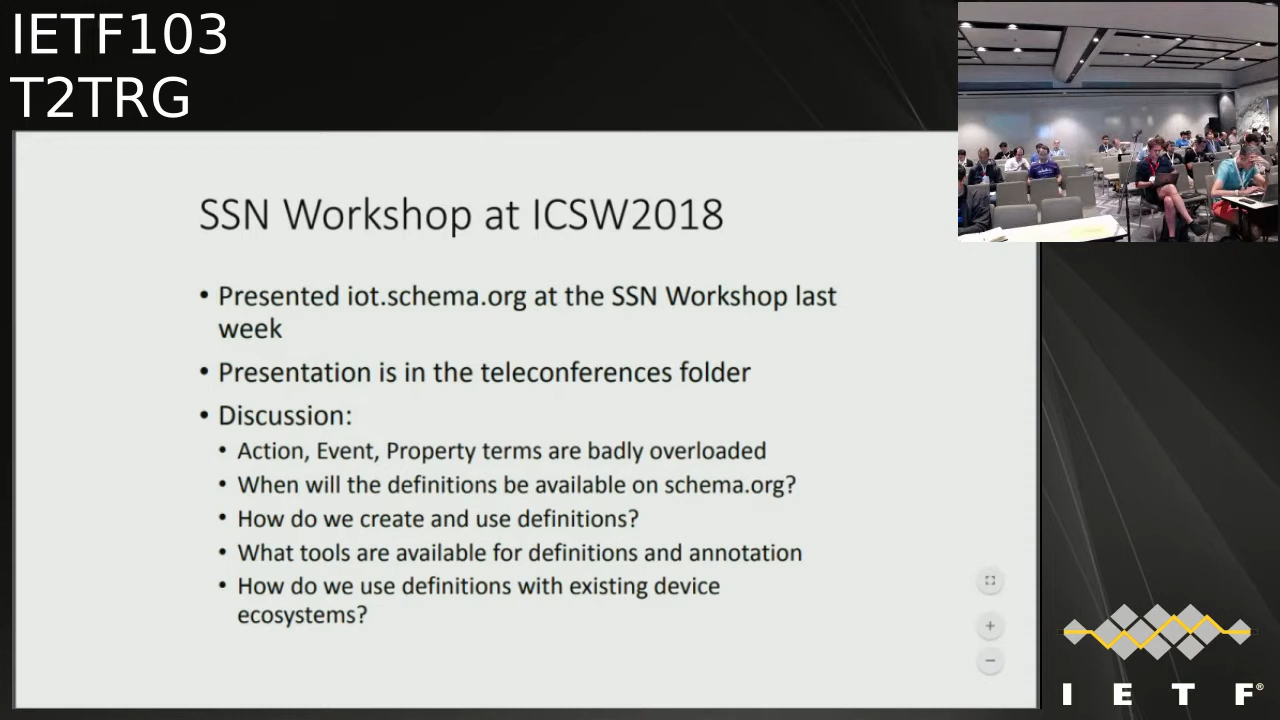 IETF103
T2TRG
SSN Workshop at ICSW2018
• Presented iot.schema.org at the SSN Workshop last
week
• Presentation is in the teleconferences folder
• Discussion:
• Action, Event, Property terms are badly overloaded
• When will the definitions be available on schema.org?
• How do we create and use definitions?
• What tools are available for definitions and annotation
• How do we use definitions with existing device
ecosystems?
I E T F®